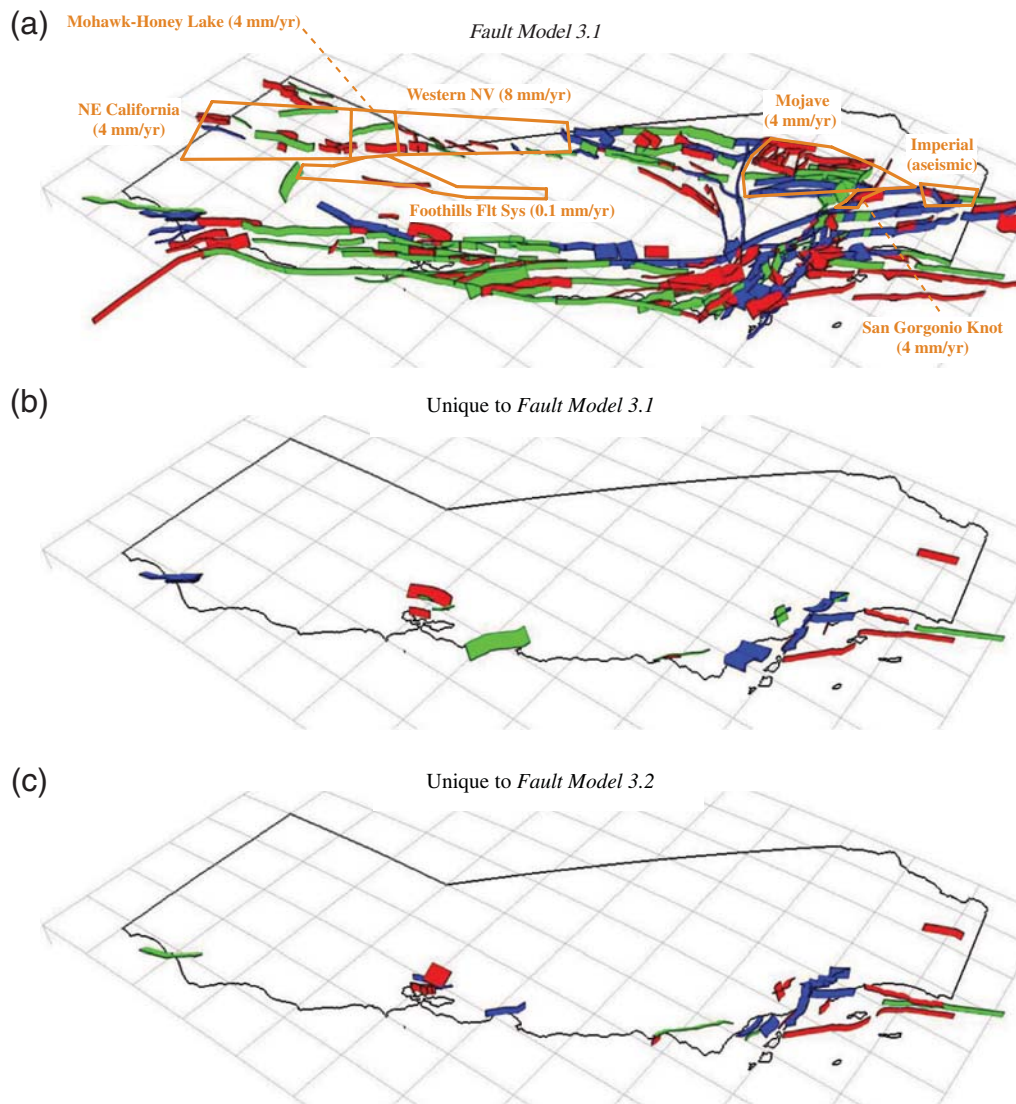 (a)
Mohawk-Honey Lake (4 mm/yr)
Fault Model 3.1
NE California
(4 mm/yr)
Western NV (8 mm/yr)
Mojave
(4 mm/yr)
Imperial
(aseismic)
Foothills Flt Sys (0.1 mm/yr)
San Gorgonio Knot
(4 mm/yr)
(b)
Unique to Fault Model 3.1
(c)
Unique to Fault Model 3.2